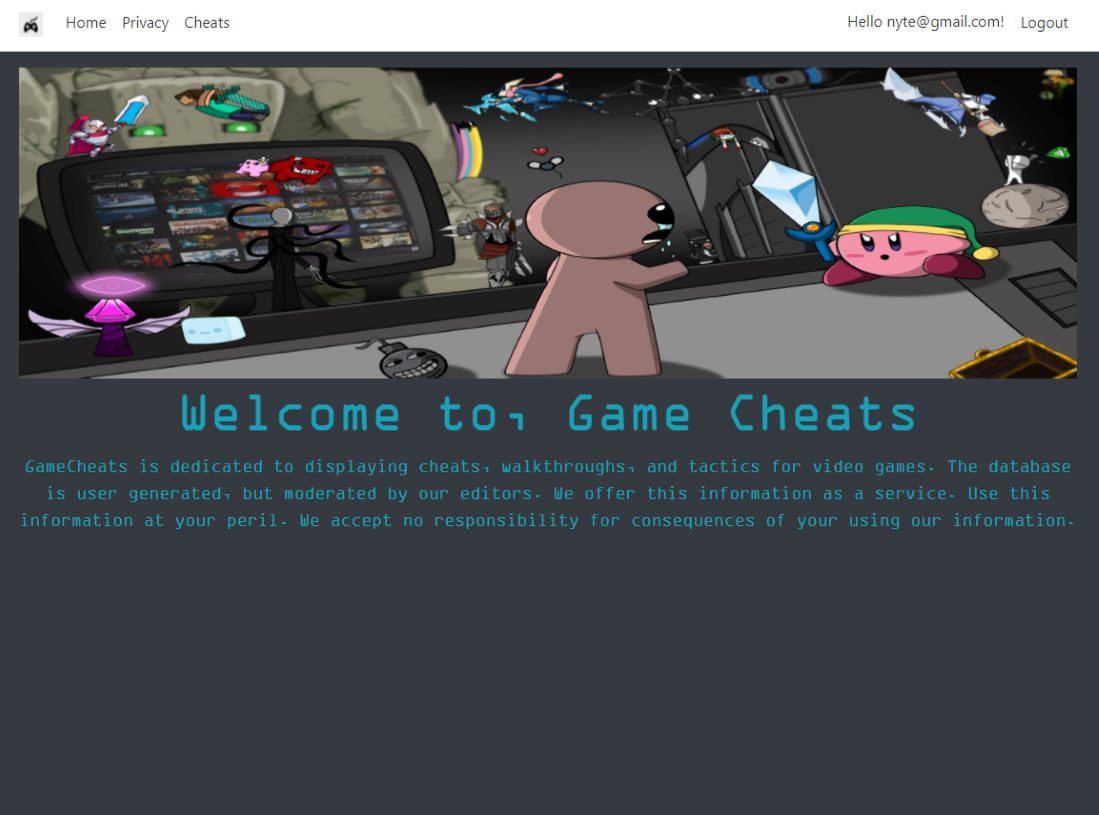 Home Privacy Cheats Hello nyte@gmail.com! Logout
Welcome to, Game Cheats
GameCheats is dedicated to displaying cheats, walkthroughs, and tactics for video games. The database
is user generated, but moderated by our editors. We offer this information as a service. Use this
information at your peril. We accept no responsibility for consequences of your using our information.